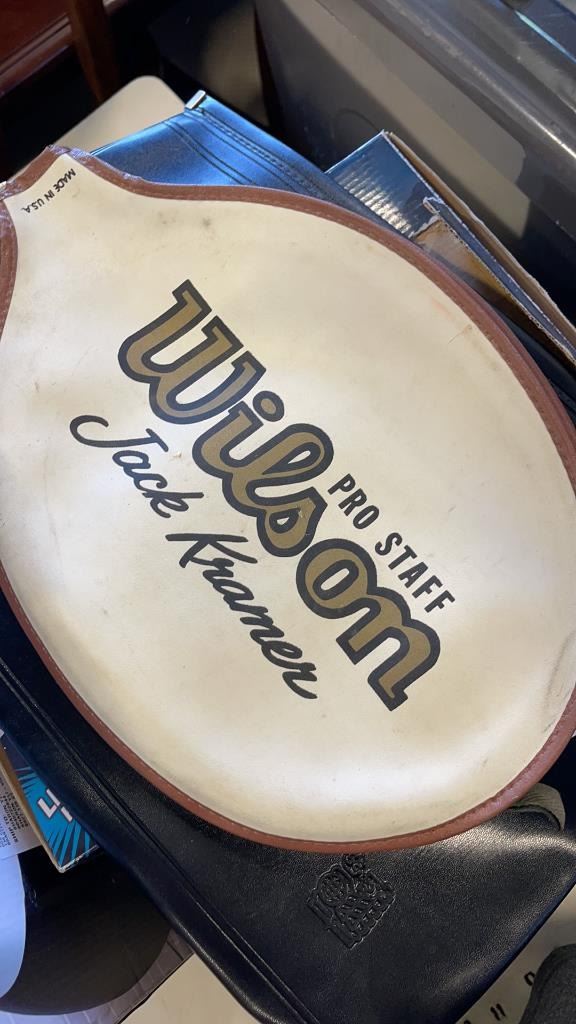 MADE IN U.S.A.
Wilson
PRO STAFF
Jack Kramer